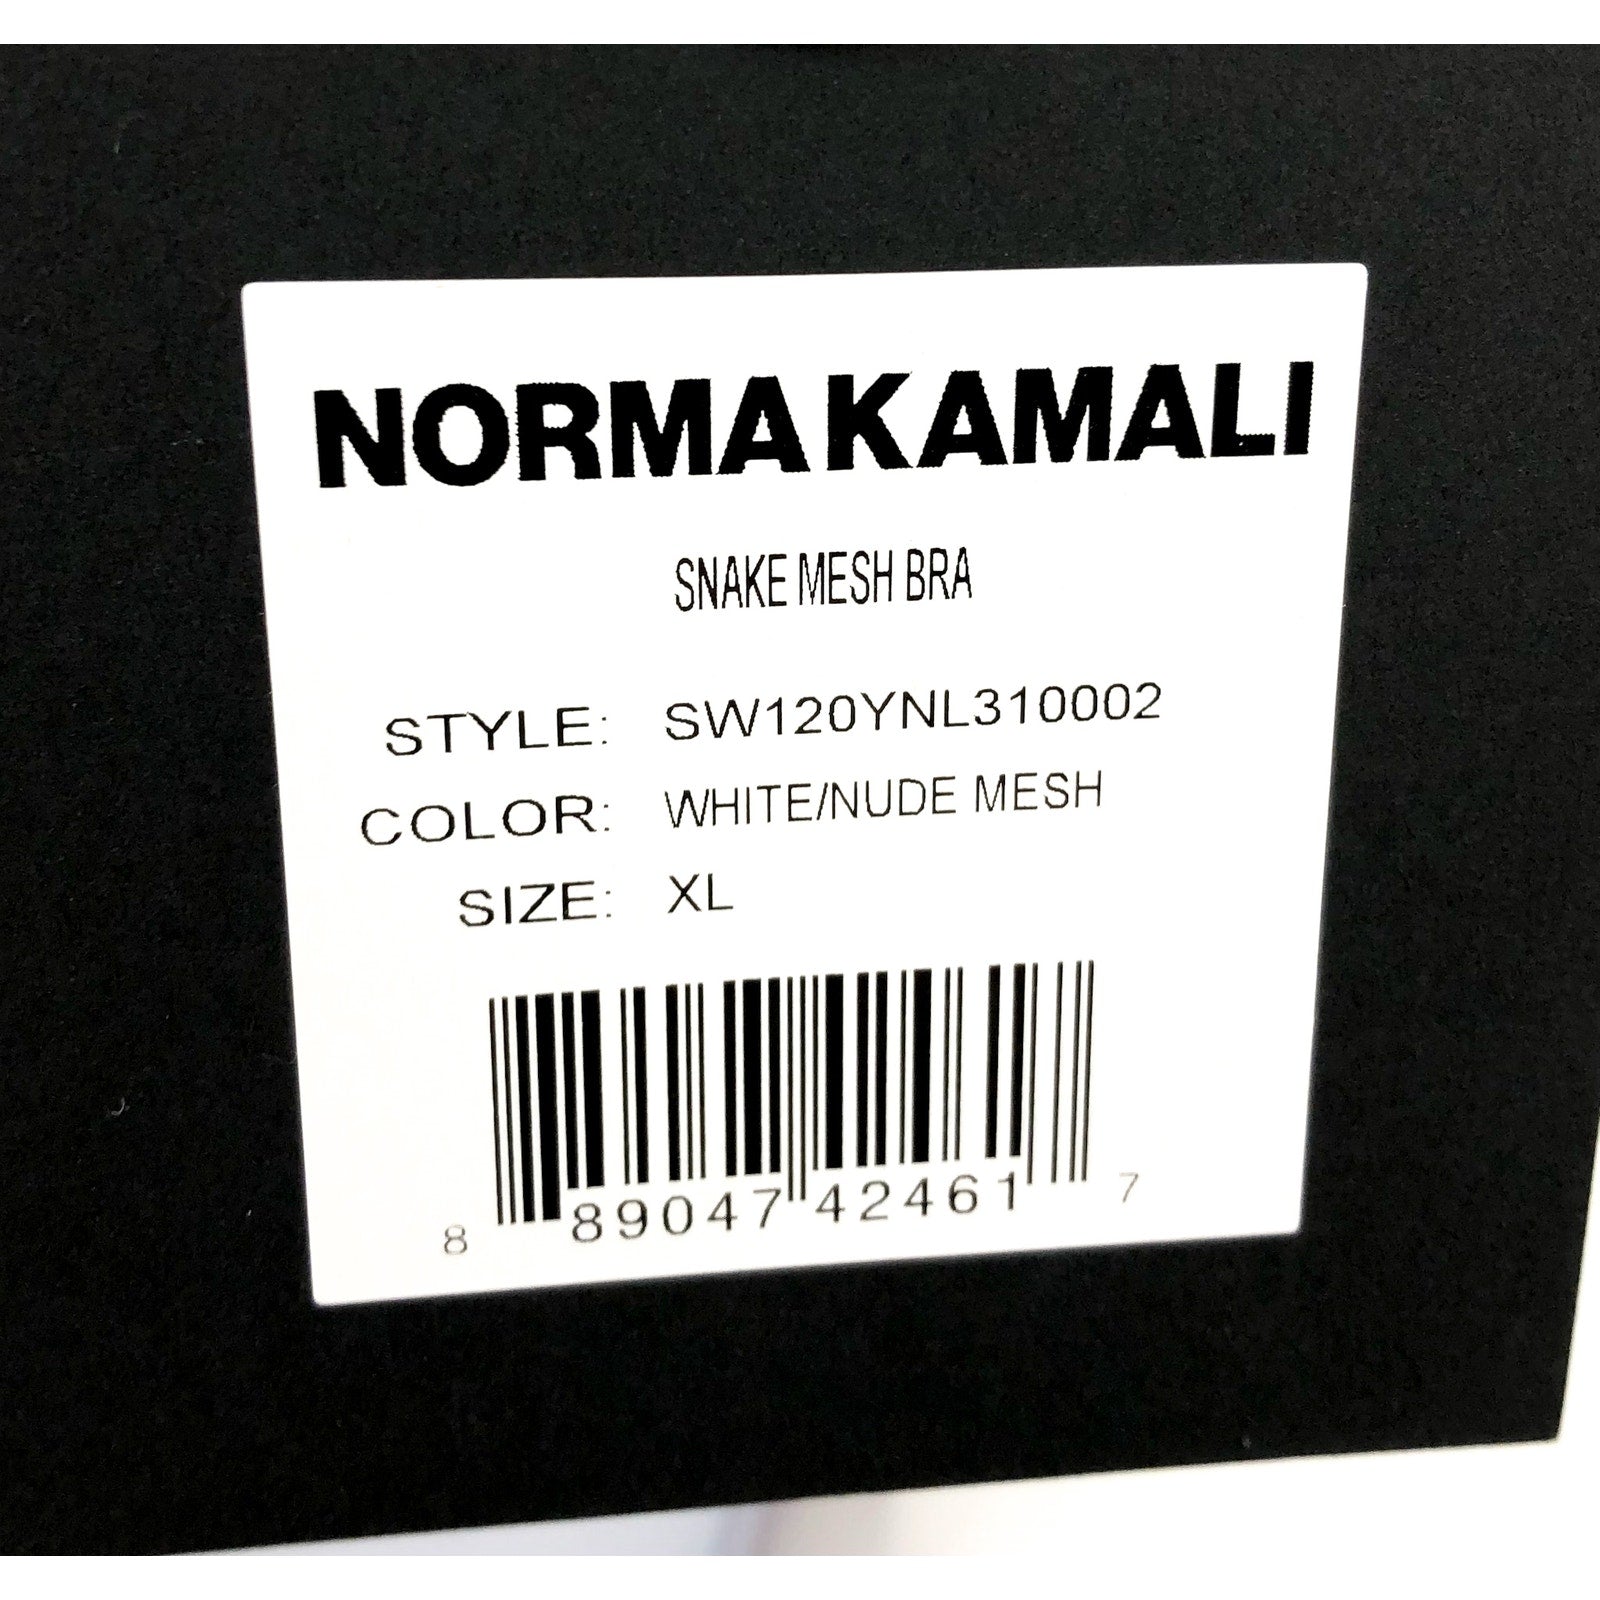 NORMA KAMALI
SNAKE MESH BRA
STYLE: SW120YNL310002
COLOR: WHITE/NUDE MESH
SIZE: XL
8 89047 42461 7